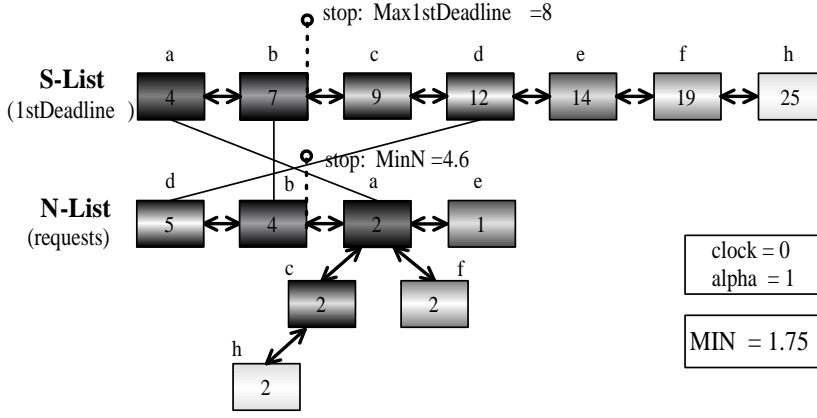 stop: Max1stDeadline =8
a b c d e f h
S-List
(1stDeadline )
4 7 9 12 14 19 25
stop: MinN =4.6
d b a e
N-List
(requests)
5 4 2 1
c f
2 2
h
2
clock = 0
alpha = 1
MIN = 1.75